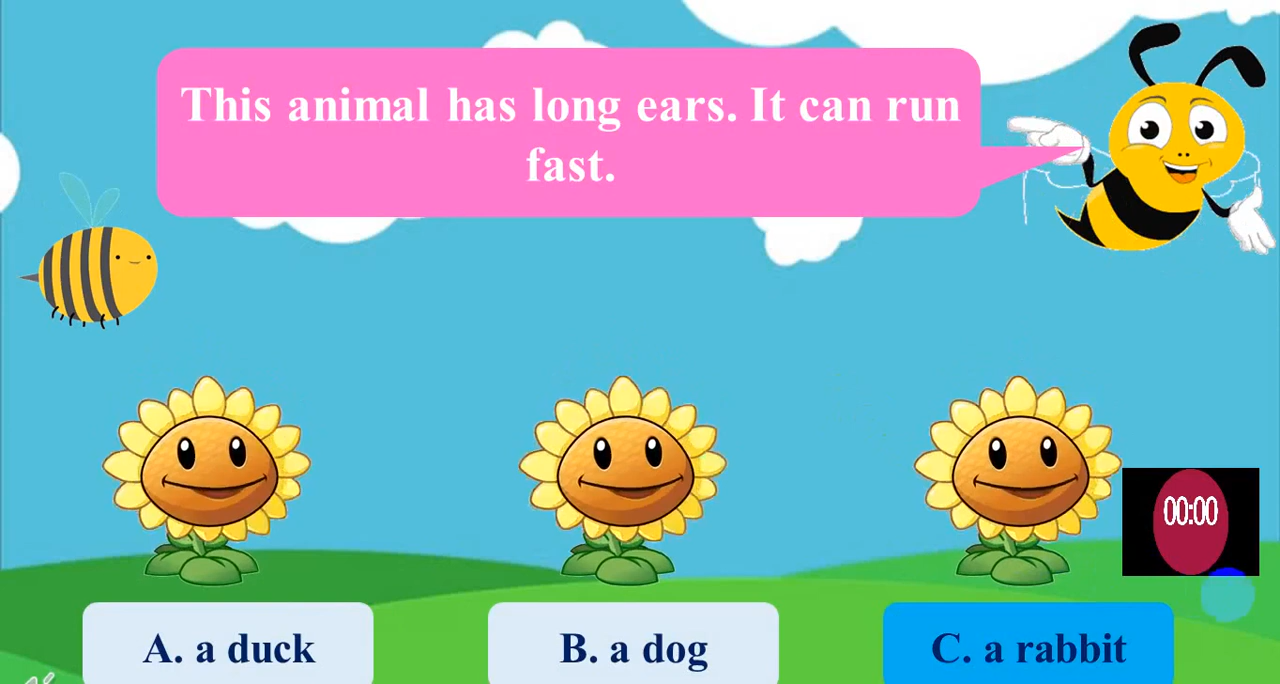 This animal has long ears. It can run
fast.
00:00
A. a duck
B. a dog
C. a rabbit